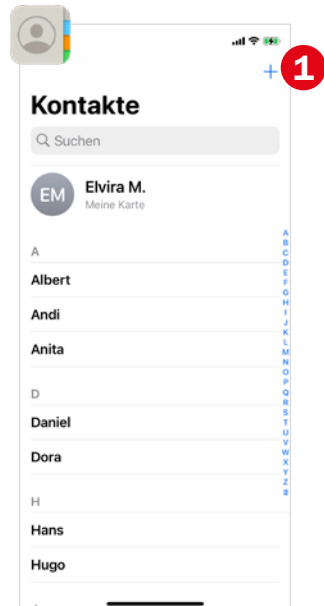 1
Kontakte
Suchen
EM
Elvira M.
Meine Karte
A
Albert
Andi
Anita
D
Daniel
Dora
H
Hans
Hugo
A
B
C
D
E
F
G
H
I
J
K
L
M
N
O
P
Q
R
S
T
U
V
W
X
Y
Z
#